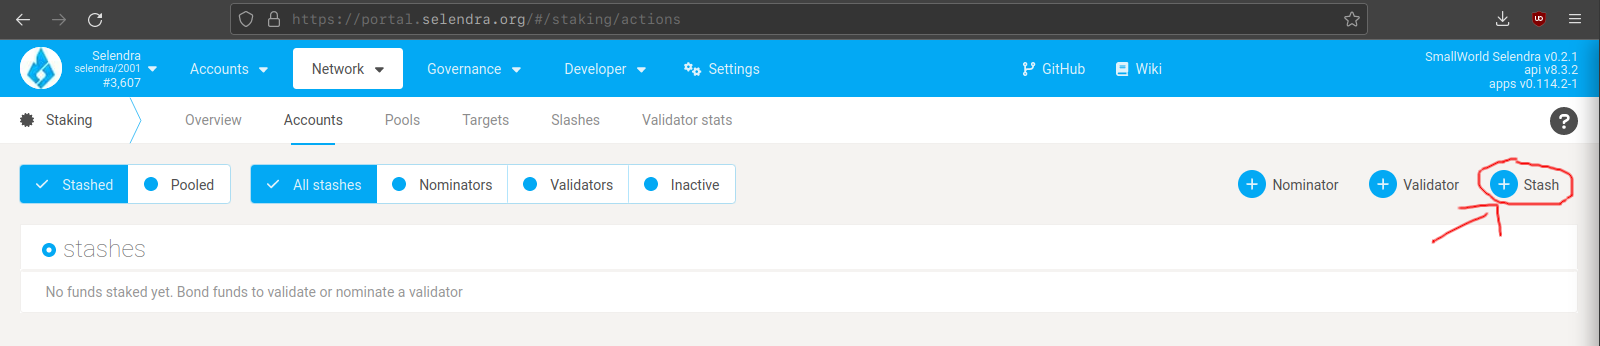 https://portal.selendra.org/#/staking/actions
Selendra
selendra/2001
#3,607
Accounts
Network
Governance
Developer
Settings
GitHub
Wiki
SmallWorld Selendra v0.2.1
api v8.3.2
apps v0.114.2-1
Staking
Overview
Accounts
Pools
Targets
Slashes
Validator stats
?
Stashed
Pooled
All stashes
Nominators
Validators
Inactive
Nominator
Validator
Stash
stashes
No funds staked yet. Bond funds to validate or nominate a validator